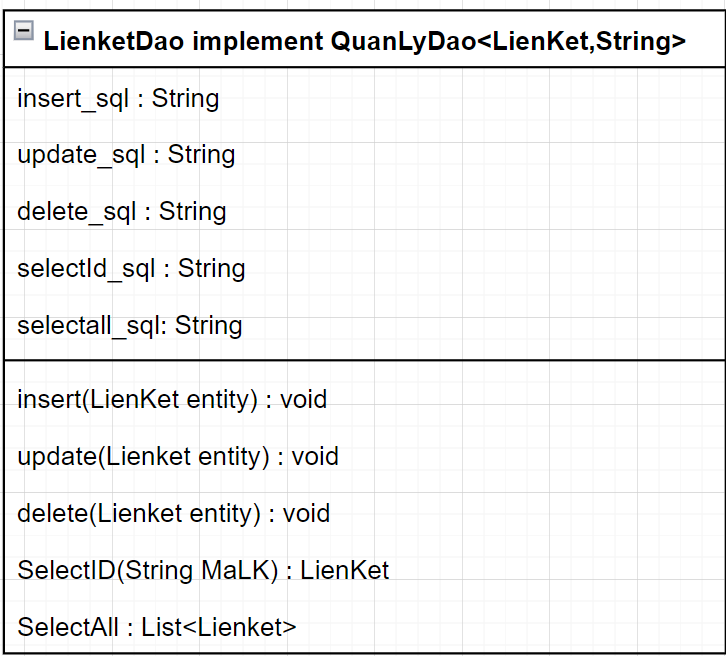 LienketDao implement QuanLyDao<LienKet,String>
insert_sql : String
update_sql : String
delete_sql : String
selectId_sql : String
selectall_sql: String
insert(LienKet entity) : void
update(Lienket entity) : void
delete(Lienket entity) : void
SelectID(String MaLK) : LienKet
SelectAll : List<Lienket>